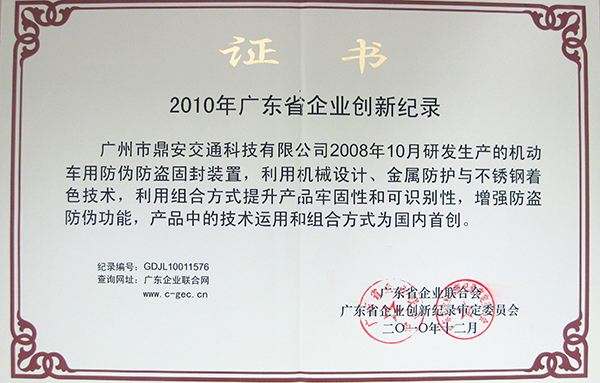 证书
2010年广东省企业创新纪录
广州市鼎安交通科技有限公司2008年10月研发生产的机动
车用防伪防盗固封装置，利用机械设计、金属防护与不锈钢着
色技术，利用组合方式提升产品牢固性和可识别性，增强防盗
防伪功能，产品中的技术运用和组合方式为国内首创。
纪录编号：GDJL10011576
查询网址：广东企业联合网
www.c-gec.cn
广东省企业联合会
广东省企业创新纪录审定委员会
二〇一〇年十二月